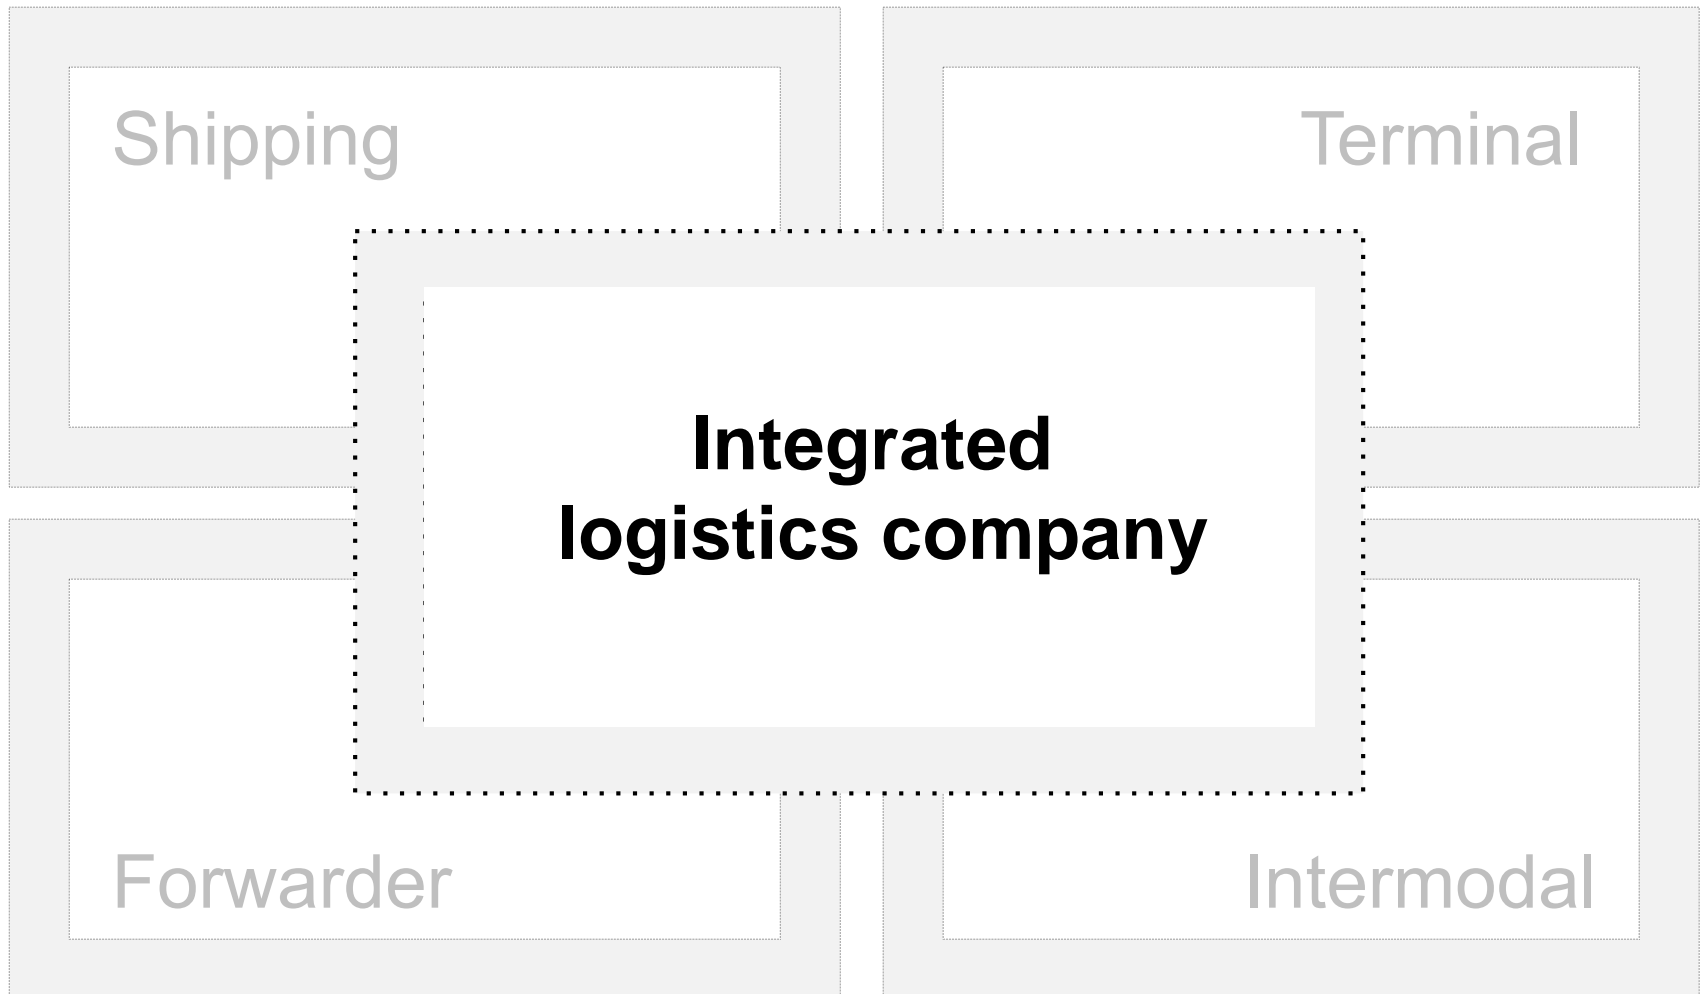 Shipping
Terminal
Integrated
logistics company
Forwarder
Intermodal